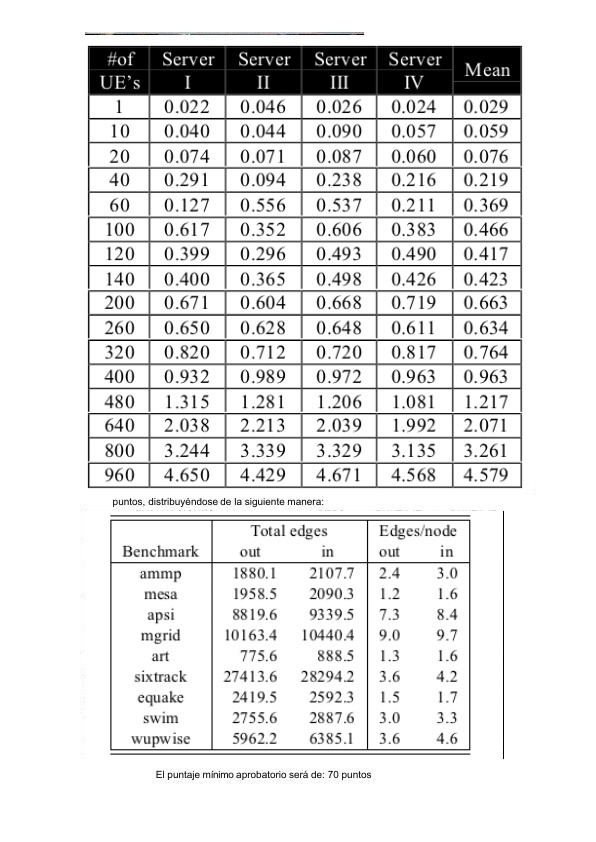 #of Server Server Server Server Mean
UE's I II III IV
1 0.022 0.046 0.026 0.024 0.029
10 0.040 0.044 0.090 0.057 0.059
20 0.074 0.071 0.087 0.060 0.076
40 0.291 0.094 0.238 0.216 0.219
60 0.127 0.556 0.537 0.211 0.369
100 0.617 0.352 0.606 0.383 0.466
120 0.399 0.296 0.493 0.490 0.417
140 0.400 0.365 0.498 0.426 0.423
200 0.671 0.604 0.668 0.719 0.663
260 0.650 0.628 0.648 0.611 0.634
320 0.820 0.712 0.720 0.817 0.764
400 0.932 0.989 0.972 0.963 0.963
480 1.315 1.281 1.206 1.081 1.217
640 2.038 2.213 2.039 1.992 2.071
800 3.244 3.339 3.329 3.135 3.261
960 4.650 4.429 4.671 4.568 4.579
puntos, distribuyéndose de la siguiente manera:
Total edges Edges/node
Benchmark out in out in
ammp 1880.1 2107.7 2.4 3.0
mesa 1958.5 2090.3 1.2 1.6
apsi 8819.6 9339.5 7.3 8.4
mgrid 10163.4 10440.4 9.0 9.7
art 775.6 888.5 1.3 1.6
sixtrack 27413.6 28294.2 3.6 4.2
equake 2419.5 2592.3 1.5 1.7
swim 2755.6 2887.6 3.0 3.3
wupwise 5962.2 6385.1 3.6 4.6
El puntaje mínimo aprobatorio será de: 70 puntos